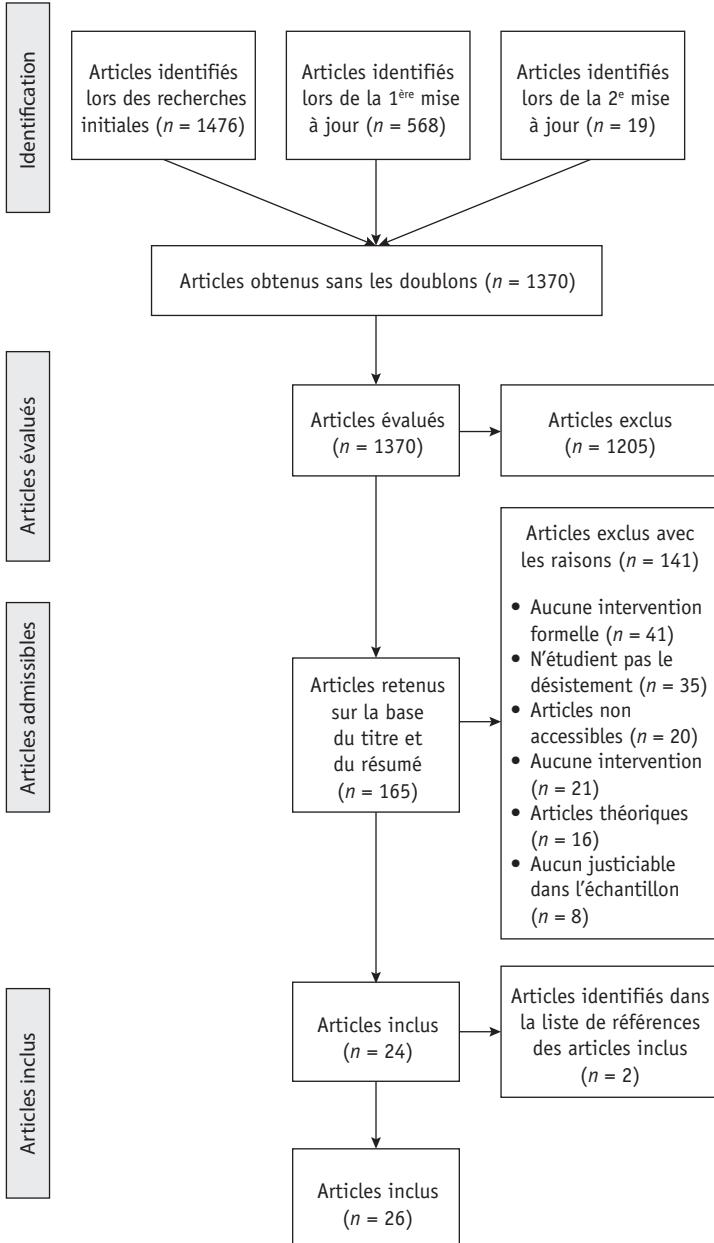 Identification
Articles identifiés
lors des recherches
initiales (n = 1476)
Articles identifiés
lors de la 1ère mise
à jour (n = 568)
Articles identifiés
lors de la 2e mise
à jour (n = 19)
Articles obtenus sans les doublons (n = 1370)
Articles évalués
Articles évalués
(n = 1370)
Articles exclus
(n = 1205)
Articles admissibles
Articles retenus
sur la base
du titre et
du résumé
(n = 165)
Articles exclus avec
les raisons (n = 141)
• Aucune intervention
formelle (n = 41)
• N'étudient pas le
désistement (n = 35)
• Articles non
accessibles (n = 20)
• Aucune intervention
(n = 21)
• Articles théoriques
(n = 16)
• Aucun justiciable
dans l'échantillon
(n = 8)
Articles inclus
Articles inclus
(n = 24)
Articles identifiés dans
la liste de références
des articles inclus
(n = 2)
Articles inclus
(n = 26)